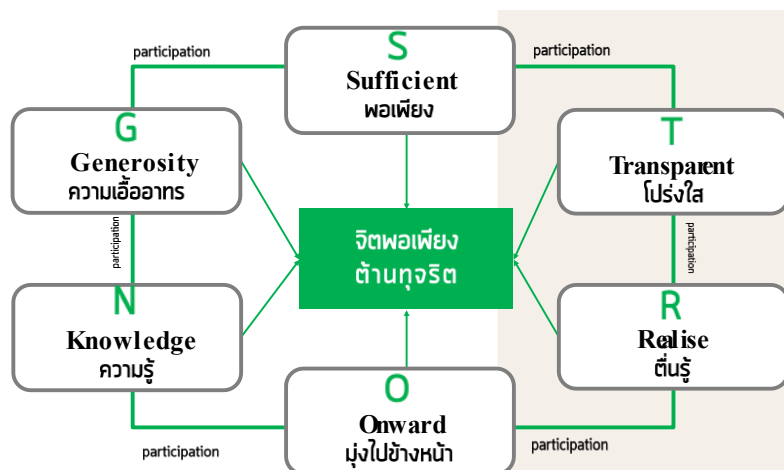 participation
S
Sufficient
พอเพียง
participation
G
Generosity
ความเอื้ออาทร
T
Transparent
โปร่งใส
จิตพอเพียง
ต้านทุจริต
participation
participation
N
Knowledge
ความรู้
R
Realise
ตื่นรู้
O
Onward
มุ่งไปข้างหน้า
participation
participation